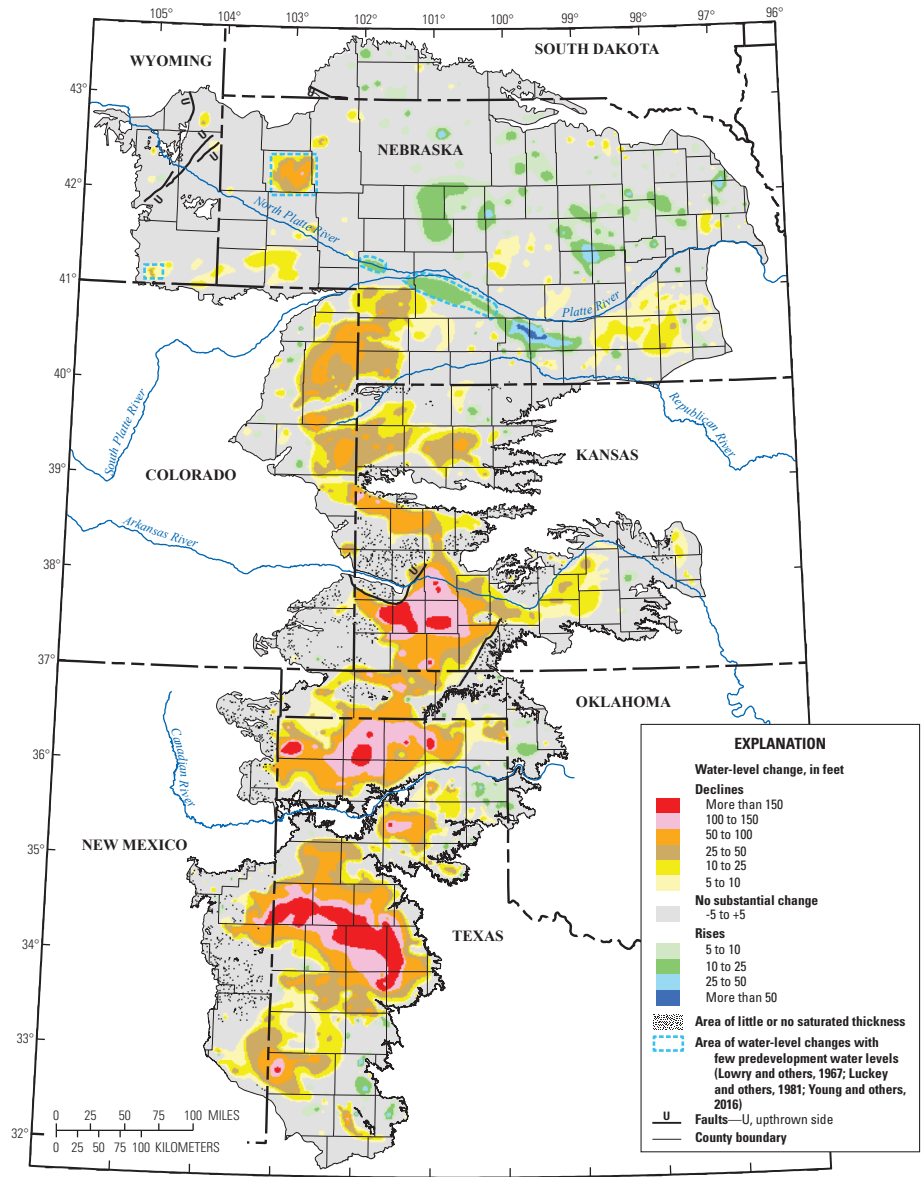 105° 104° 103° 102° 101° 100° 99° 98° 97° 96°
SOUTH DAKOTA
WYOMING
43°
U
U
NEBRASKA
U
U
42°
U
North Platte River
41°
Platte River
40°
South Platte River
Republican River
39°
COLORADO
KANSAS
Arkansas River
38°
U
37°
OKLAHOMA
Canadian River
36°
35°
NEW MEXICO
TEXAS
34°
33°
32°
0 25 50 75 100 MILES
0 25 50 75 100 KILOMETERS
EXPLANATION
Water-level change, in feet
Declines
More than 150
100 to 150
50 to 100
25 to 50
10 to 25
5 to 10
No substantial change
-5 to +5
Rises
5 to 10
10 to 25
25 to 50
More than 50
Area of little or no saturated thickness
Area of water-level changes with
few predevelopment water levels
(Lowry and others, 1967; Luckey
and others, 1981; Young and others,
2016)
U Faults—U, upthrown side
County boundary